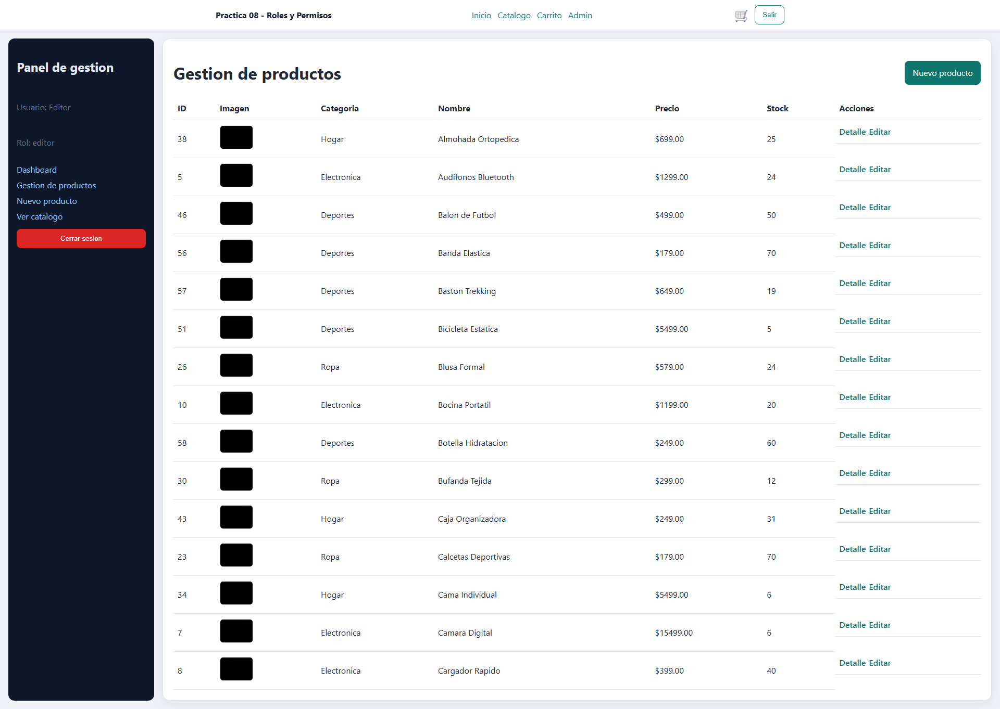 Practica 08 - Roles y Permisos Inicio Catalogo Carrito Admin Salir
Panel de gestion
Usuario: Editor
Rol: editor
Dashboard
Gestion de productos
Nuevo producto
Ver catalogo
Cerrar sesion
Gestion de productos Nuevo producto
ID Imagen Categoria Nombre Precio Stock Acciones
38 Hogar Almohada Ortopedica $699.00 25 Detalle Editar
5 Electronica Audifonos Bluetooth $1299.00 24 Detalle Editar
46 Deportes Balon de Futbol $499.00 50 Detalle Editar
56 Deportes Banda Elastica $179.00 70 Detalle Editar
57 Deportes Baston Trekking $649.00 19 Detalle Editar
51 Deportes Bicicleta Estatica $5499.00 5 Detalle Editar
26 Ropa Blusa Formal $579.00 24 Detalle Editar
10 Electronica Bocina Portatil $1199.00 20 Detalle Editar
58 Deportes Botella Hidratacion $249.00 60 Detalle Editar
30 Ropa Bufanda Tejida $299.00 12 Detalle Editar
43 Hogar Caja Organizadora $249.00 31 Detalle Editar
23 Ropa Calcetas Deportivas $179.00 70 Detalle Editar
34 Hogar Cama Individual $5499.00 6 Detalle Editar
7 Electronica Camara Digital $15499.00 6 Detalle Editar
8 Electronica Cargador Rapido $399.00 40 Detalle Editar